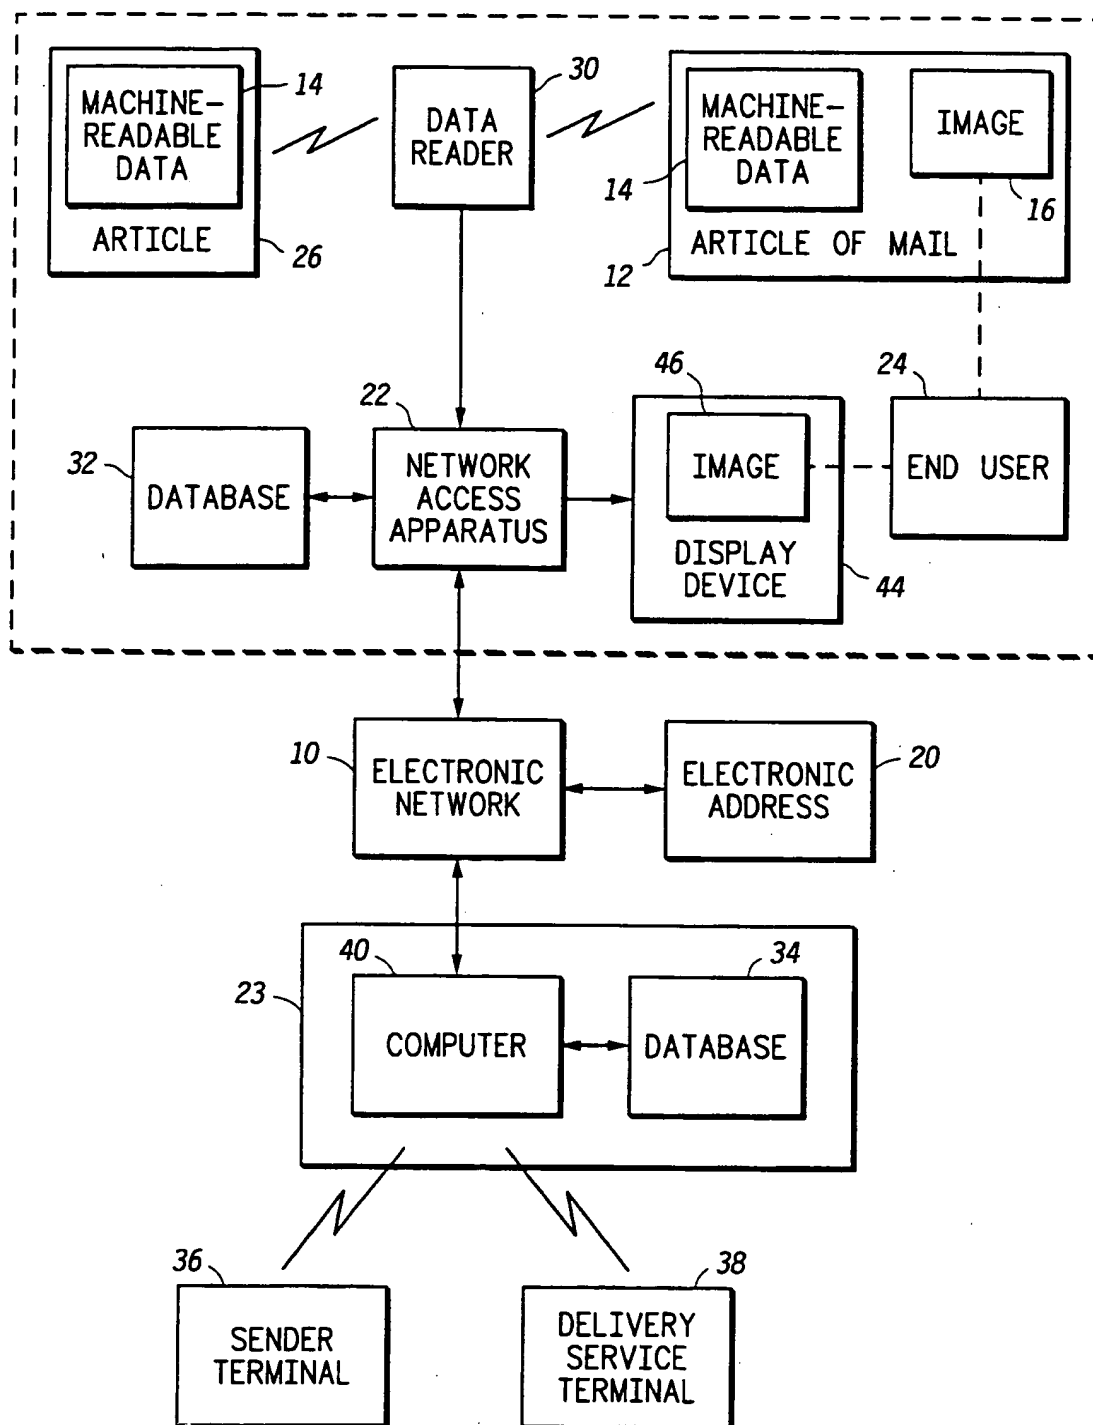 14
MACHINE-
READABLE
DATA
ARTICLE
26
30
DATA
READER
MACHINE-
READABLE
DATA
14
IMAGE
16
ARTICLE OF MAIL
12
32
DATABASE
22
NETWORK
ACCESS
APPARATUS
46
IMAGE
DISPLAY
DEVICE
44
24
END USER
10
ELECTRONIC
NETWORK
ELECTRONIC
ADDRESS
20
23
40
COMPUTER
34
DATABASE
36
SENDER
TERMINAL
38
DELIVERY
SERVICE
TERMINAL